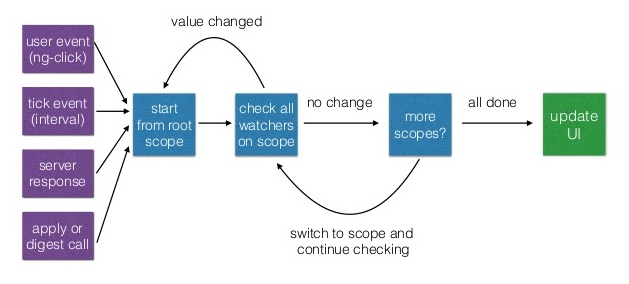 value changed
user event
(ng-click)
tick event
(interval)
server
response
apply or
digest call
start
from root
scope
check all
watchers
on scope
no change
more
scopes?
all done
update
UI
switch to scope and
continue checking